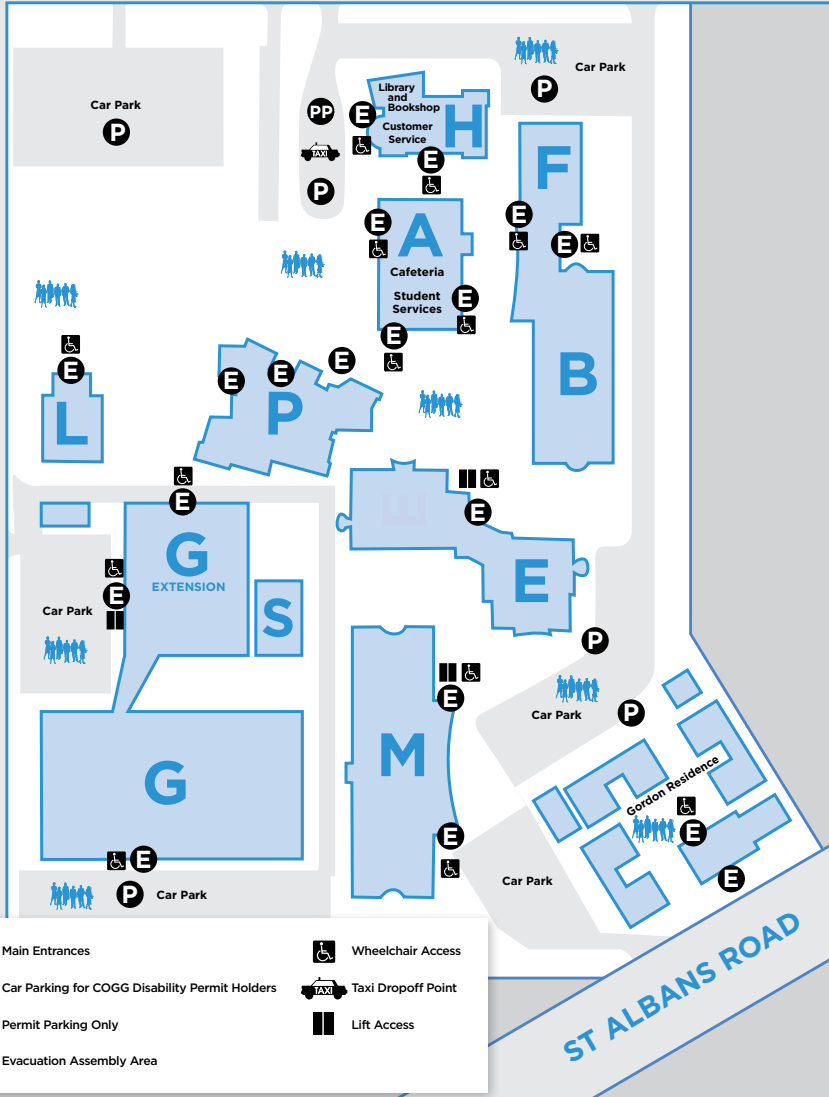 Car Park
P
Car Park
P
PP
TAXI
P
Library
and
Bookshop
Customer
Service
H
E
E
F
E
E
A
Cafeteria
Student
Services
E
E
E
B
E
L
E
E
E
P
E
E
E
E
G
EXTENSION
E
Car Park
S
P
Car Park
P
E
M
E
G
E
P
Car Park
Car Park
Gordon Residence
E
E
ST ALBANS ROAD
Main Entrances
Wheelchair Access
Car Parking for COGG Disability Permit Holders
TAXI
Taxi Dropoff Point
Permit Parking Only
Lift Access
Evacuation Assembly Area